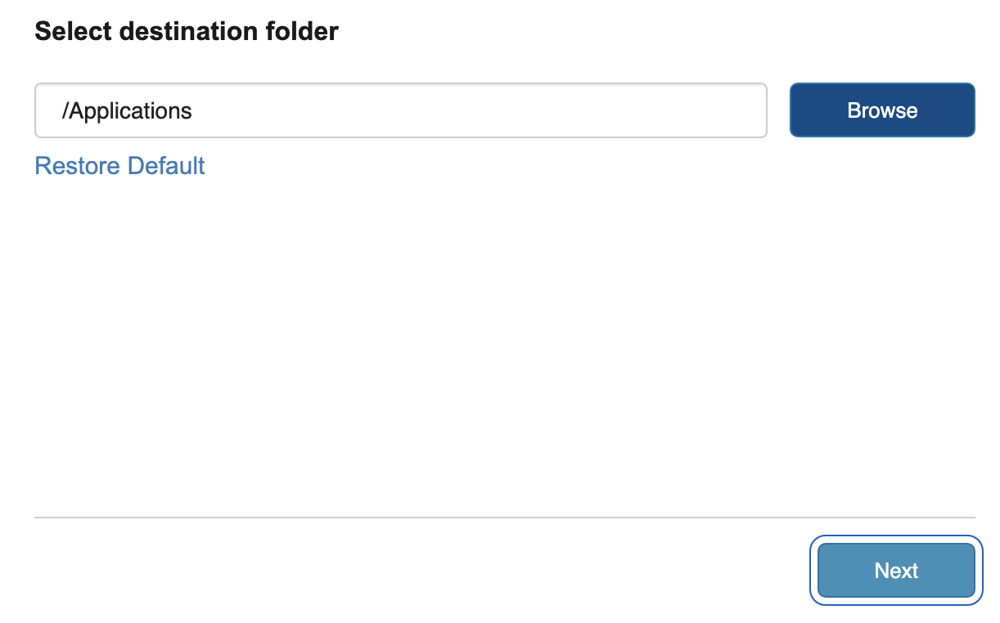 Select destination folder
/Applications
Browse
Restore Default
Next